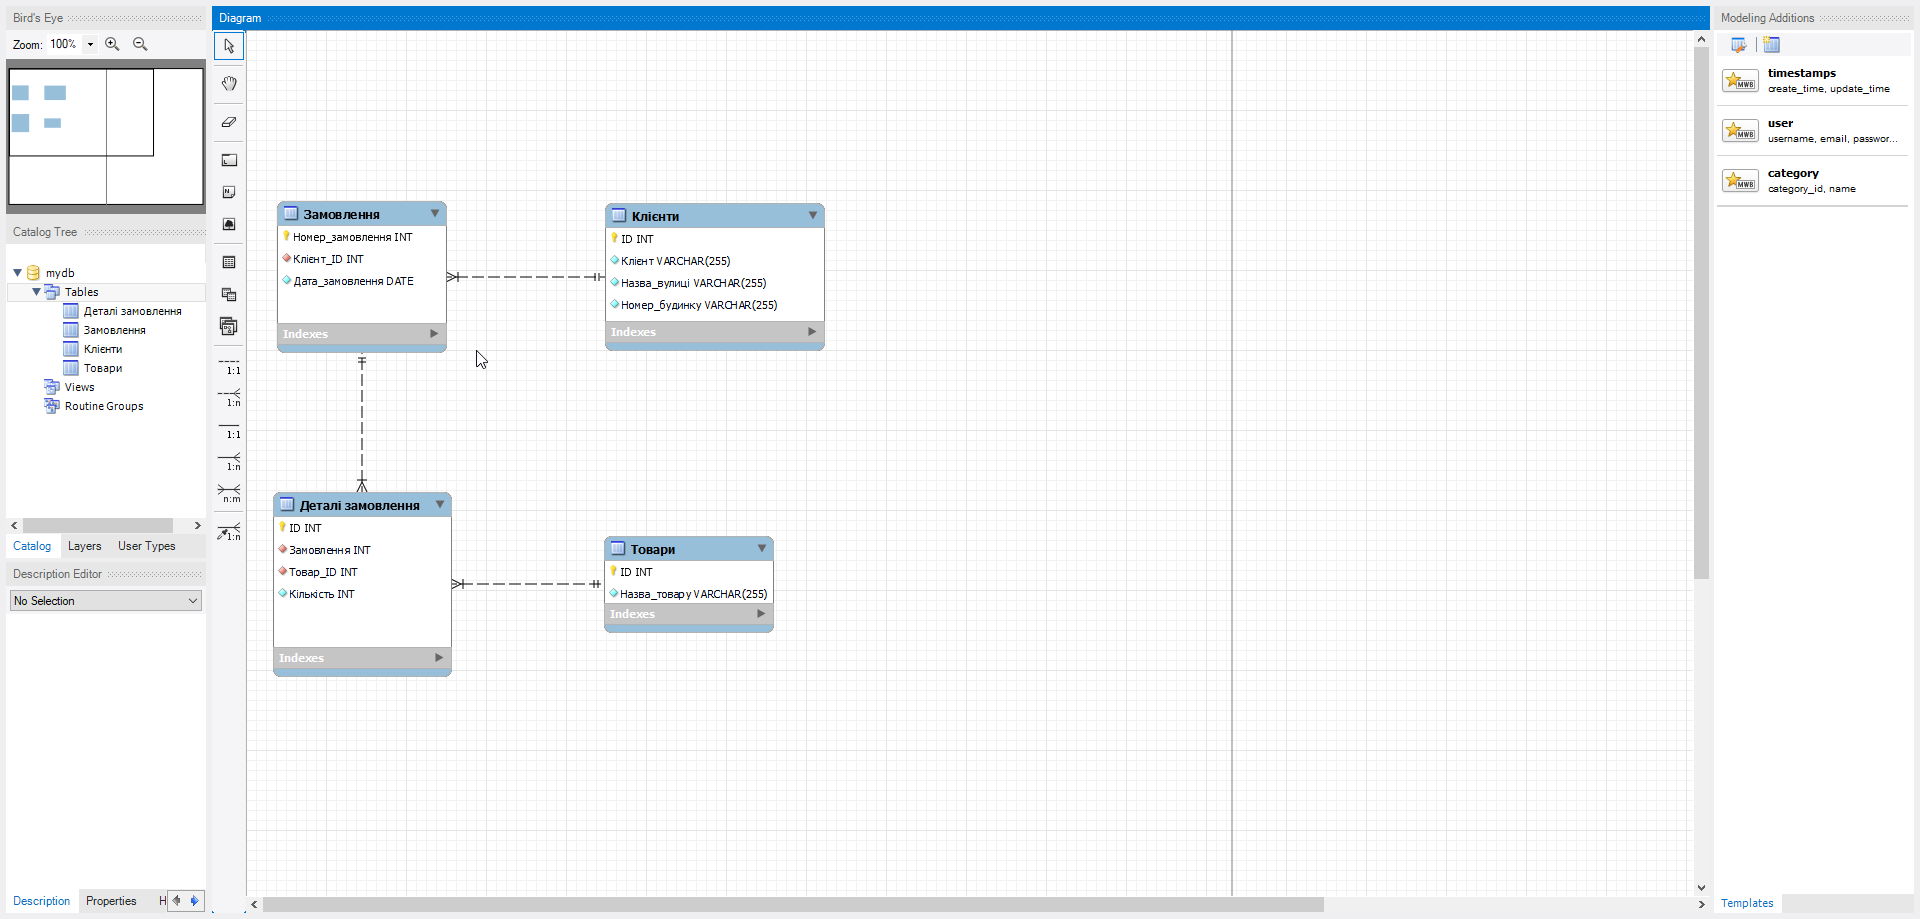 Bird's Eye
Zoom: 100%
Catalog Tree
mydb
Tables
Деталі замовлення
Замовлення
Клієнти
Товари
Views
Routine Groups
Catalog
Layers
User Types
Description Editor
No Selection
Description
Properties
H
Diagram
1:1
1:n
1:1
1:n
n:m
1:n
Замовлення
Номер_замовлення INT
Клієнт_ID INT
Дата_замовлення DATE
Indexes
Клієнти
ID INT
Клієнт VARCHAR(255)
Назва_вулиці VARCHAR(255)
Номер_будинку VARCHAR(255)
Indexes
Деталі замовлення
ID INT
Замовлення INT
Товар_ID INT
Кількість INT
Indexes
Товари
ID INT
Назва_товару VARCHAR(255)
Indexes
Modeling Additions
MWB
timestamps
create_time, update_time
MWB
user
username, email, passwor...
MWB
category
category_id, name
Templates